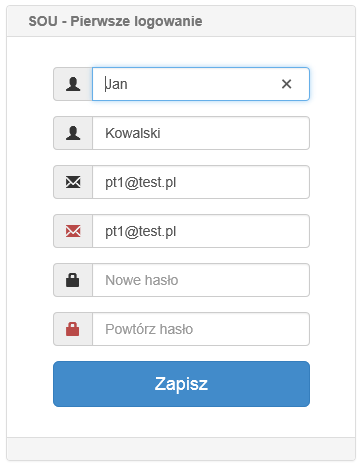 SOU - Pierwsze logowanie
Jan
Kowalski
pt1@test.pl
pt1@test.pl
Nowe hasło
Powtórz hasło
Zapisz